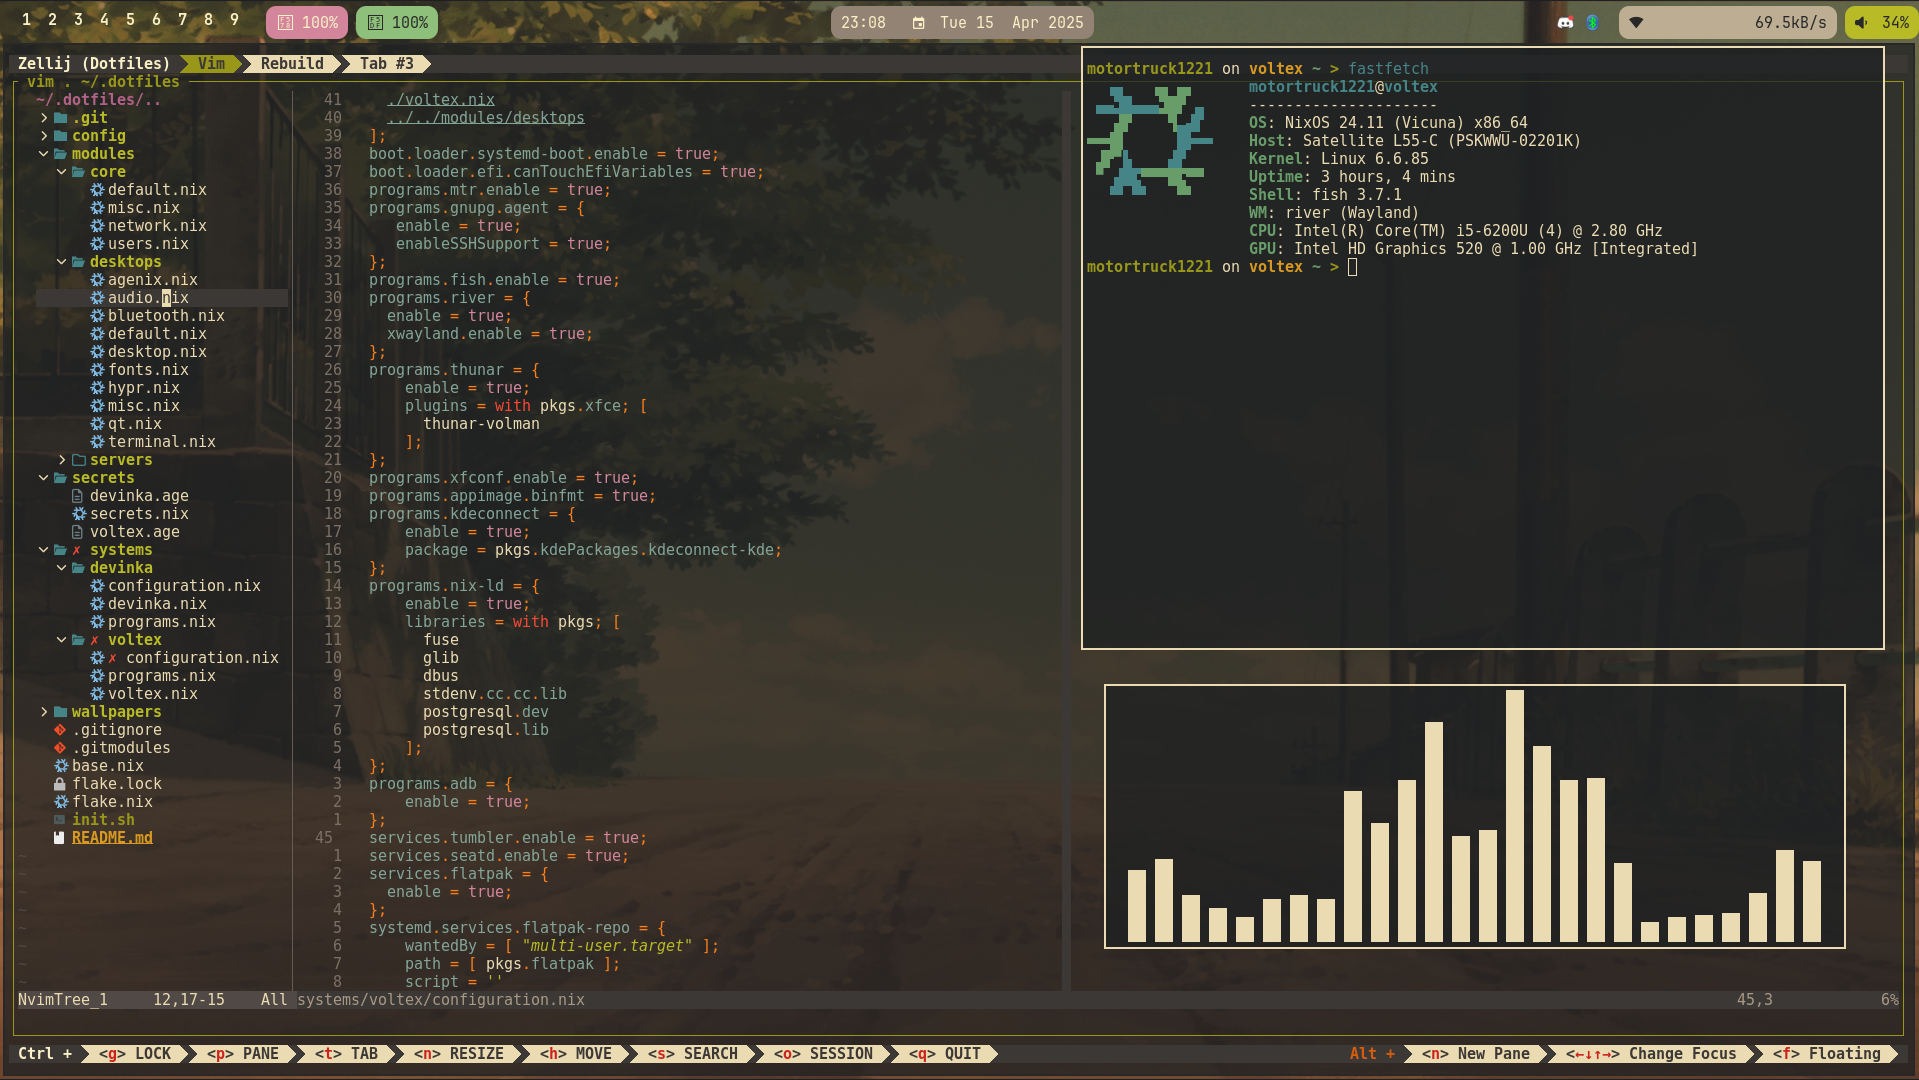 1 2 3 4 5 6 7 8 9 100% 100% 23:08 Tue 15 Apr 2025 69.5kB/s 34%
Zellij (Dotfiles) Vim Rebuild Tab #3
vim . ~/.dotfiles
~/.dotfiles/..
.git
config
modules
core
default.nix
misc.nix
network.nix
users.nix
desktops
agenix.nix
audio.nix
bluetooth.nix
default.nix
desktop.nix
fonts.nix
hypr.nix
misc.nix
qt.nix
terminal.nix
servers
secrets
devinka.age
secrets.nix
voltex.age
✗ systems
devinka
configuration.nix
devinka.nix
programs.nix
✗ voltex
✗ configuration.nix
programs.nix
voltex.nix
wallpapers
.gitignore
.gitmodules
base.nix
flake.lock
flake.nix
init.sh
README.md
~
~
~
~
~
~
~
~
41 ./voltex.nix
40 ../../modules/desktops
39 ];
38 boot.loader.systemd-boot.enable = true;
37 boot.loader.efi.canTouchEfiVariables = true;
36 programs.mtr.enable = true;
35 programs.gnupg.agent = {
34 enable = true;
33 enableSSHSupport = true;
32 };
31 programs.fish.enable = true;
30 programs.river = {
29 enable = true;
28 xwayland.enable = true;
27 };
26 programs.thunar = {
25 enable = true;
24 plugins = with pkgs.xfce; [
23 thunar-volman
22 ];
21 };
20 programs.xfconf.enable = true;
19 programs.appimage.binfmt = true;
18 programs.kdeconnect = {
17 enable = true;
16 package = pkgs.kdePackages.kdeconnect-kde;
15 };
14 programs.nix-ld = {
13 enable = true;
12 libraries = with pkgs; [
11 fuse
10 glib
9 dbus
8 stdenv.cc.cc.lib
7 postgresql.dev
6 postgresql.lib
5 ];
4 };
3 programs.adb = {
2 enable = true;
1 };
45 services.tumbler.enable = true;
1 services.seatd.enable = true;
2 services.flatpak = {
3 enable = true;
4 };
5 systemd.services.flatpak-repo = {
6 wantedBy = [ "multi-user.target" ];
7 path = [ pkgs.flatpak ];
8 script = ''
NvimTree_1 12,17-15 All systems/voltex/configuration.nix 45,3 6%
motortruck1221 on voltex ~ > fastfetch
motortruck1221@voltex
---------------------
OS: NixOS 24.11 (Vicuna) x86_64
Host: Satellite L55-C (PSKWWU-02201K)
Kernel: Linux 6.6.85
Uptime: 3 hours, 4 mins
Shell: fish 3.7.1
WM: river (Wayland)
CPU: Intel(R) Core(TM) i5-6200U (4) @ 2.80 GHz
GPU: Intel HD Graphics 520 @ 1.00 GHz [Integrated]
motortruck1221 on voltex ~ >
Ctrl + <g> LOCK <p> PANE <t> TAB <n> RESIZE <h> MOVE <s> SEARCH <o> SESSION <q> QUIT Alt + <n> New Pane <←↓↑→> Change Focus <f> Floating